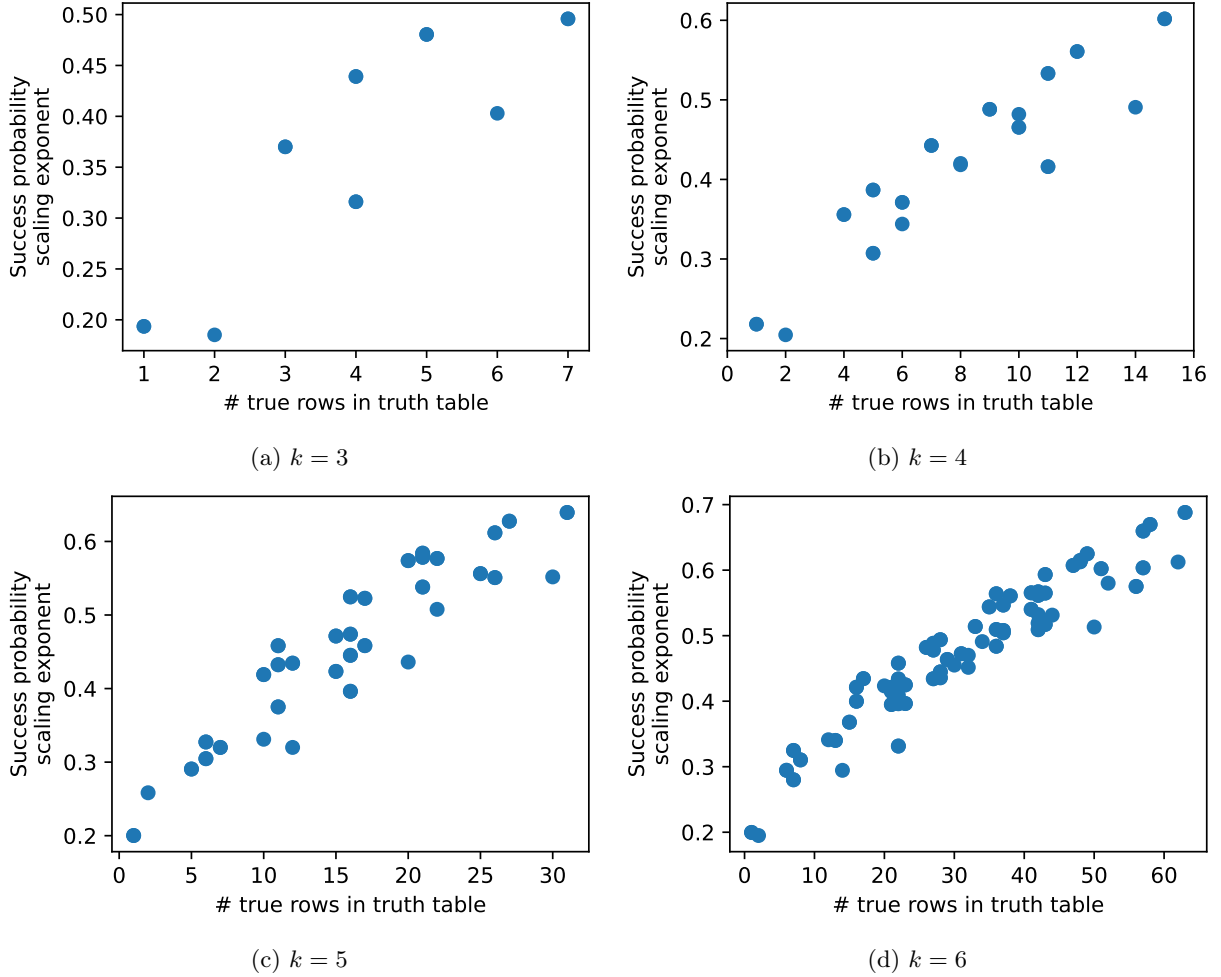 0.50
0.45
0.40
0.35
0.30
0.25
0.20
Success probability
scaling exponent
1 2 3 4 5 6 7
# true rows in truth table
(a) k = 3
0.6
0.5
0.4
0.3
0.2
Success probability
scaling exponent
0 2 4 6 8 10 12 14 16
# true rows in truth table
(b) k = 4
0.6
0.5
0.4
0.3
0.2
Success probability
scaling exponent
0 5 10 15 20 25 30
# true rows in truth table
(c) k = 5
0.7
0.6
0.5
0.4
0.3
0.2
Success probability
scaling exponent
0 10 20 30 40 50 60
# true rows in truth table
(d) k = 6